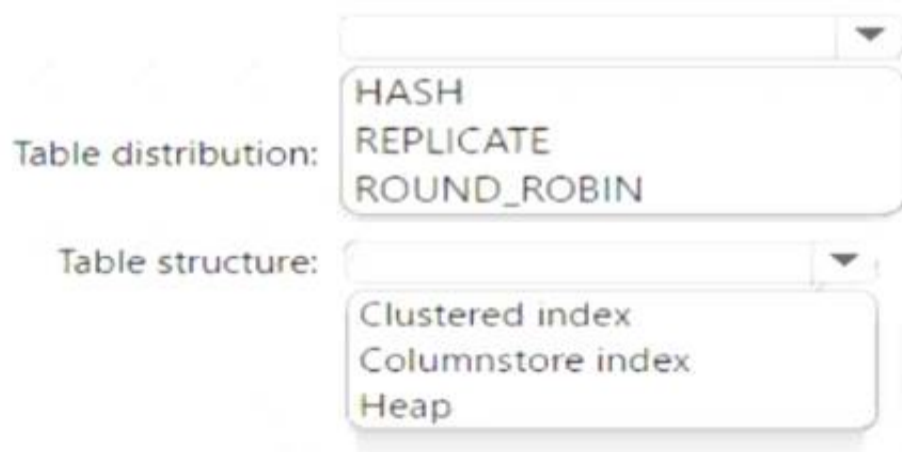 HASH
REPLICATE
Table distribution:
ROUND_ROBIN
Table structure:
Clustered index
Columnstore index
Heap